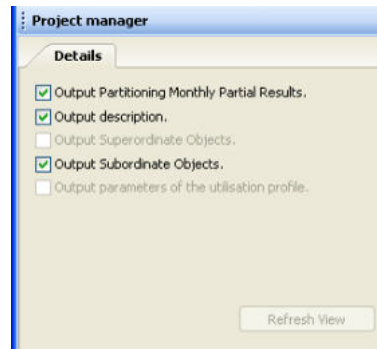 Project manager
Details
Output Partitioning Monthly Partial Results.
Output description.
Output Superordinate Objects.
Output Subordinate Objects.
Output parameters of the utilisation profile.
Refresh View